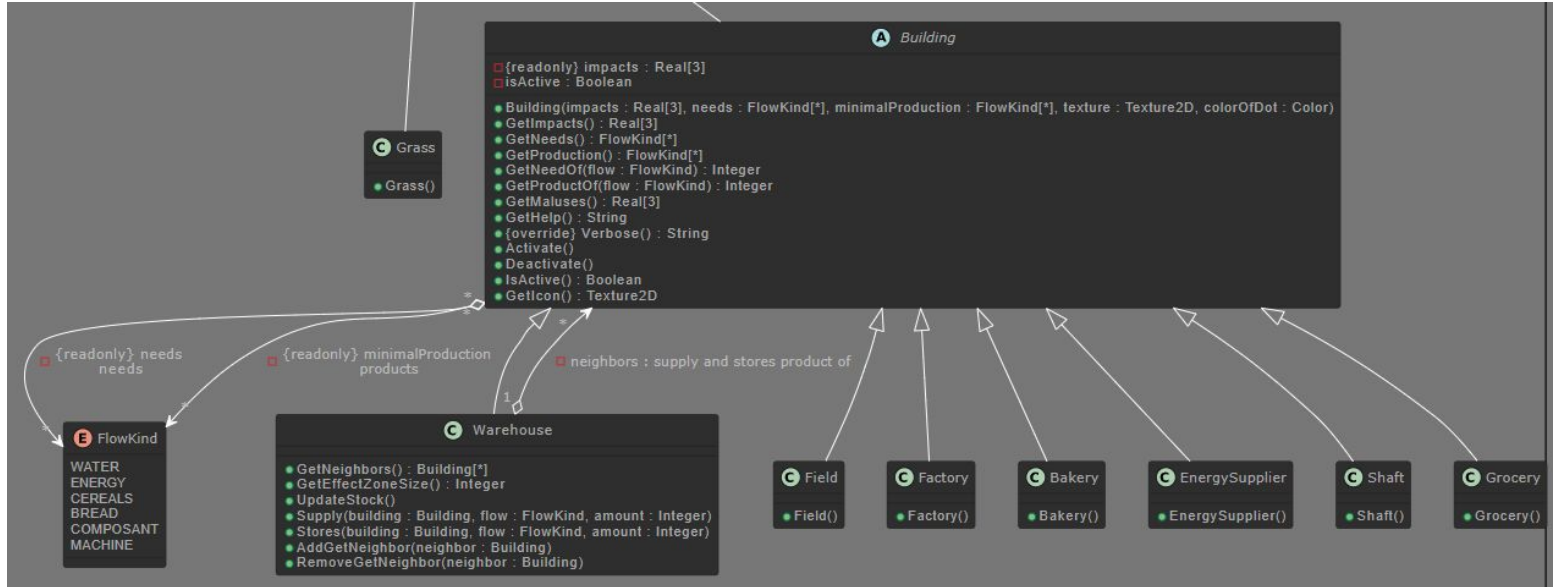 A Building
{readonly} impacts : Real[3]
isActive : Boolean
Building(impacts : Real[3], needs : FlowKind[*], minimalProduction : FlowKind[*], texture : Texture2D, colorOfDot : Color)
GetImpacts() : Real[3]
GetNeeds() : FlowKind[*]
GetProduction() : FlowKind[*]
GetNeedOf(flow : FlowKind) : Integer
GetProductOf(flow : FlowKind) : Integer
GetMaluses() : Real[3]
GetHelp() : String
{override} Verbose() : String
Activate()
Deactivate()
IsActive() : Boolean
GetIcon() : Texture2D
C Grass
Grass()
*
*
*
{readonly} needs
needs
{readonly} minimalProduction
products
neighbors : supply and stores product of
1
*
*
E FlowKind
WATER
ENERGY
CEREALS
BREAD
COMPOSANT
MACHINE
C Warehouse
GetNeighbors() : Building[*]
GetEffectZoneSize() : Integer
UpdateStock()
Supply(building : Building, flow : FlowKind, amount : Integer)
Stores(building : Building, flow : FlowKind, amount : Integer)
AddGetNeighbor(neighbor : Building)
RemoveGetNeighbor(neighbor : Building)
C Field
Field()
C Factory
Factory()
C Bakery
Bakery()
C EnergySupplier
EnergySupplier()
C Shaft
Shaft()
C Grocery
Grocery()